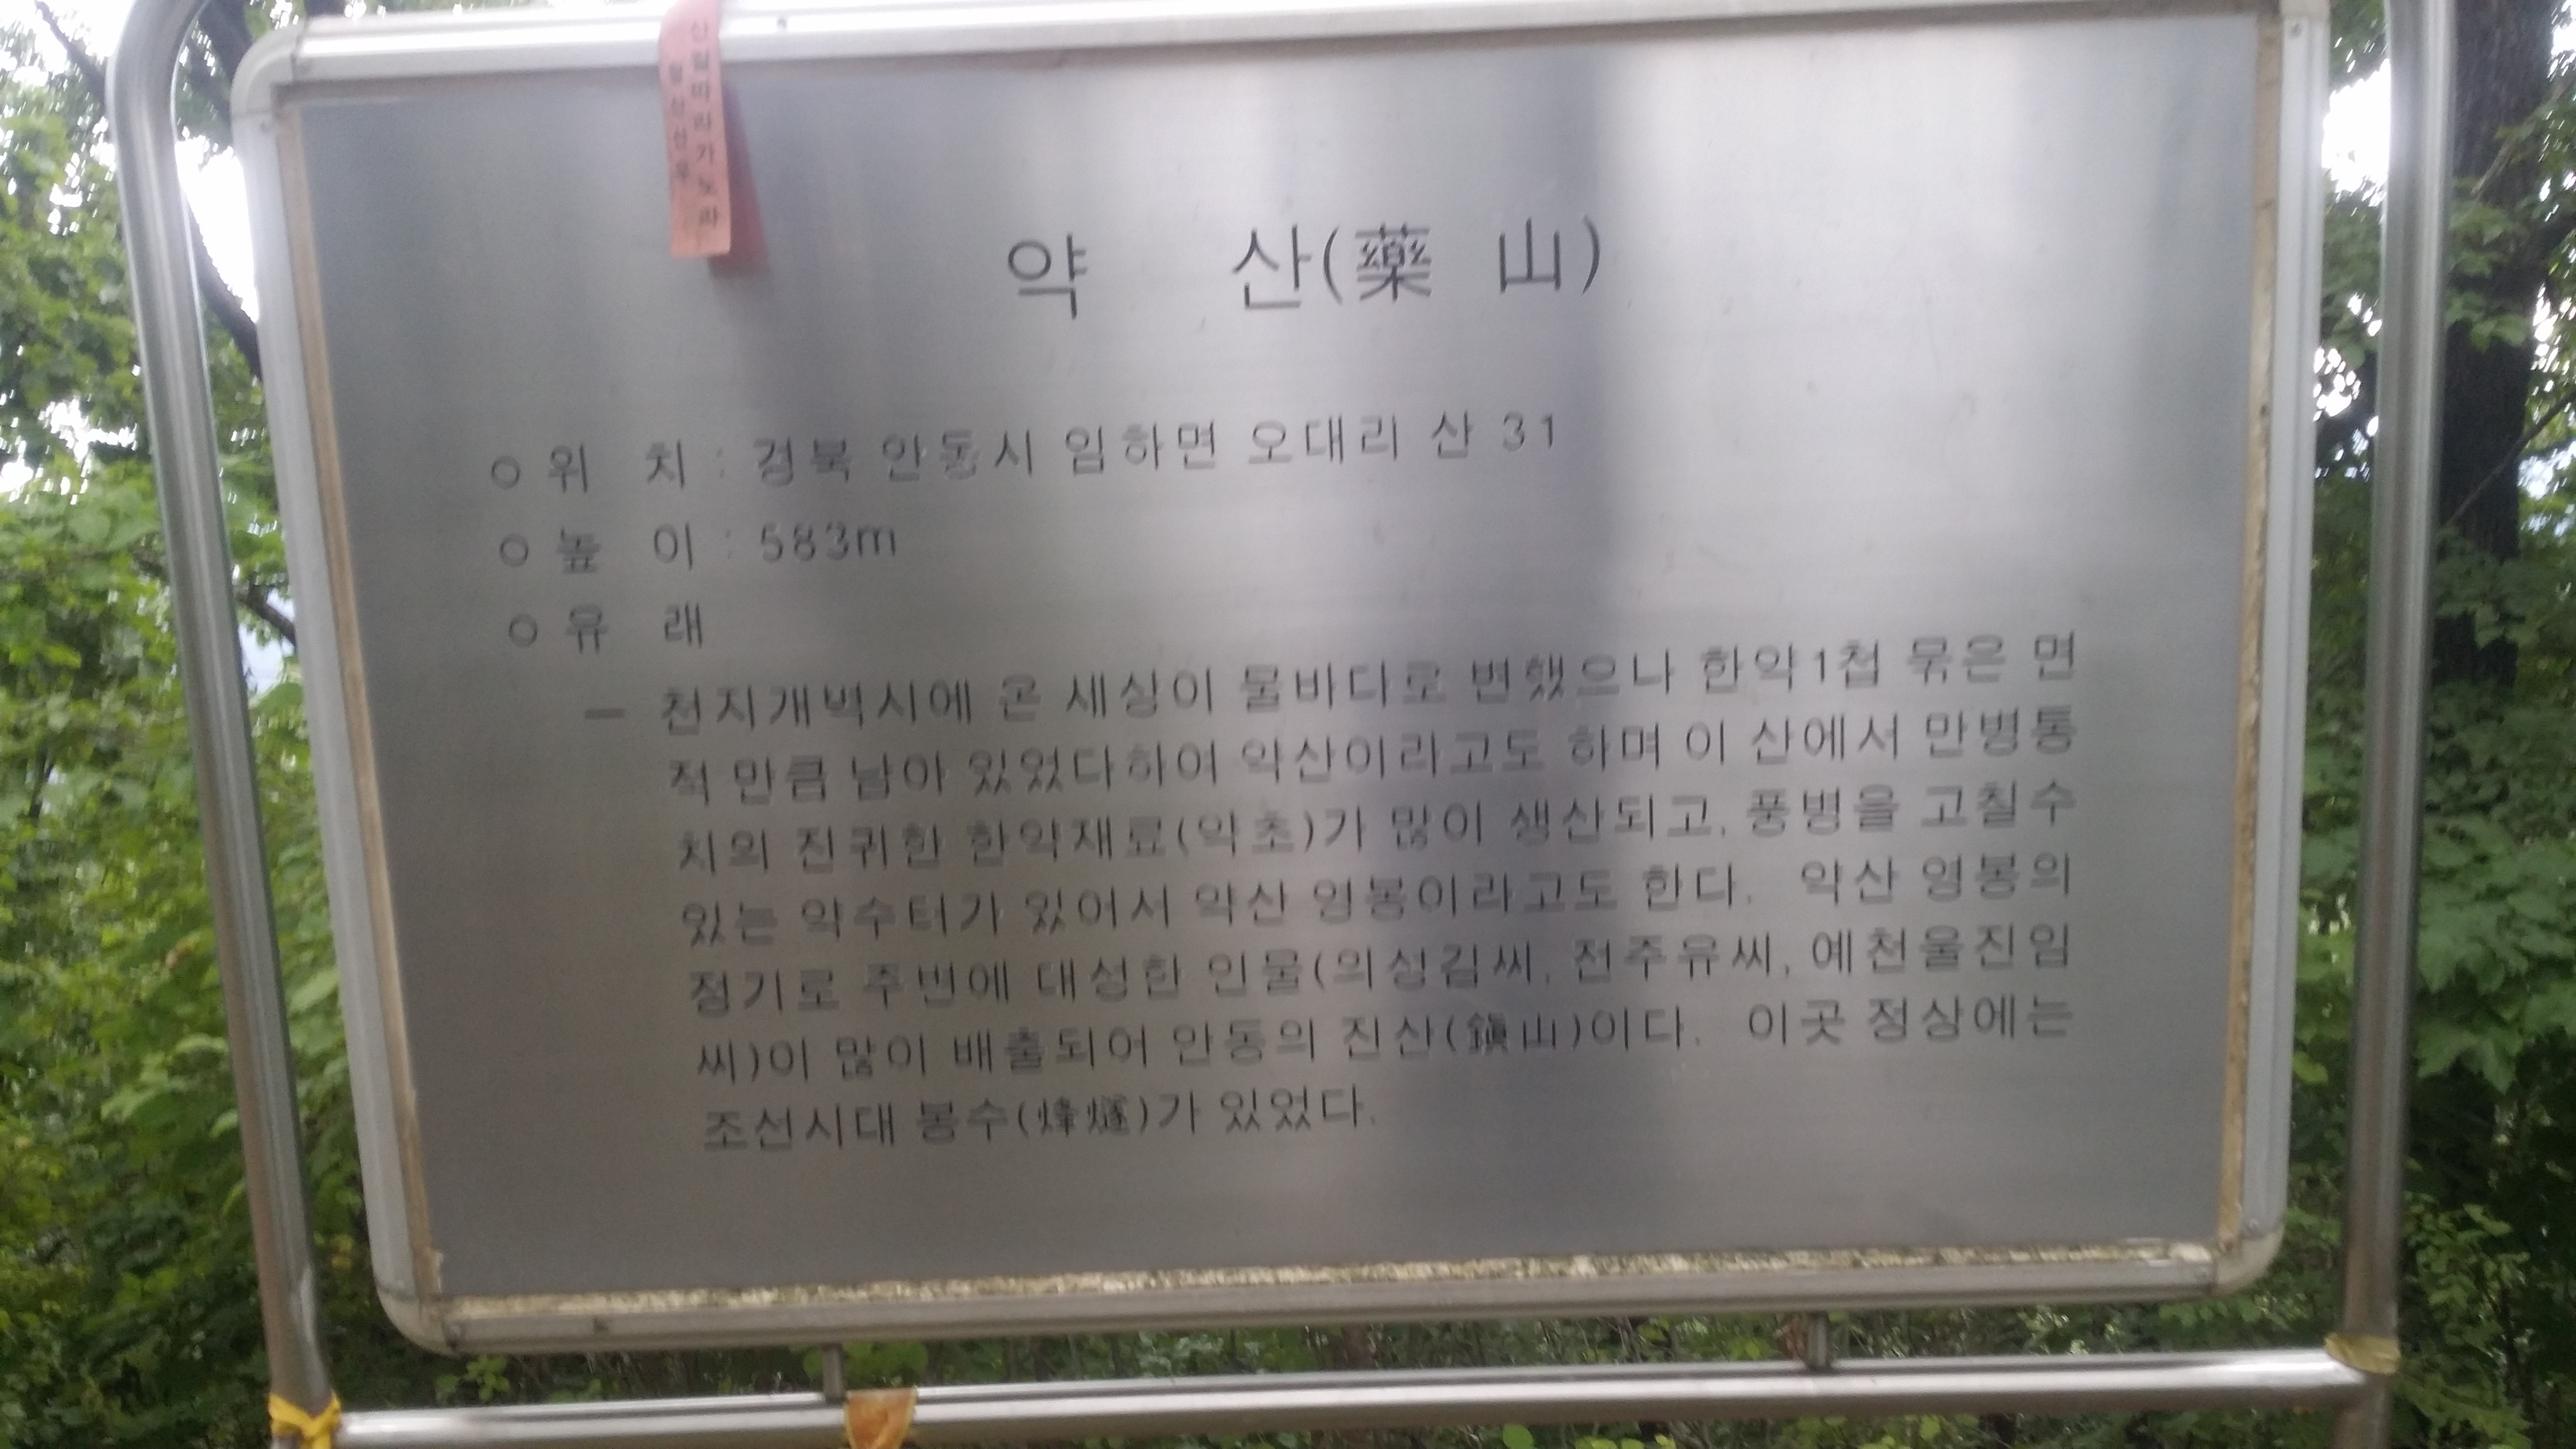 산벗따라가노라
약 산(藥 山)
○ 위 치 : 경북 안동시 임하면 오대리 산 31
○ 높 이 : 583m
○ 유 래
− 천지개벽시에 온 세상이 물바다로 변했으나 한약1첩 묶은 면
적 만큼 남아 있었다하여 약산이라고도 하며 이 산에서 만병통
치의 진귀한 한약재료(약초)가 많이 생산되고, 풍병을 고칠수
있는 약수터가 있어서 약산 영봉이라고도 한다. 약산 영봉의
정기로 주변에 대성한 인물(의성김씨, 전주유씨, 예천울진임
씨)이 많이 배출되어 안동의 진산(鎭山)이다. 이곳 정상에는
조선시대 봉수(烽燧)가 있었다.